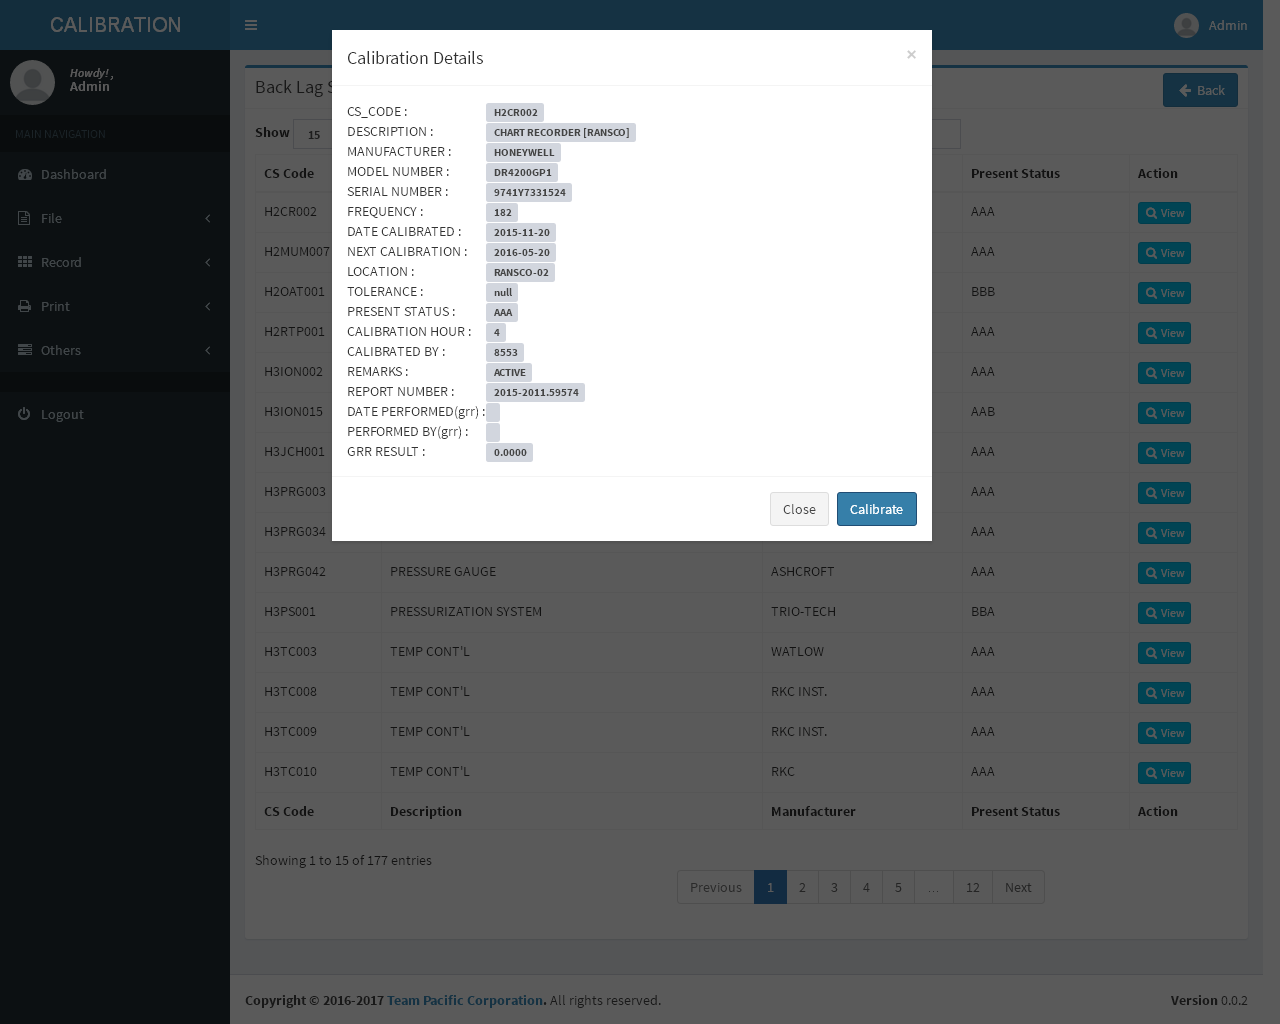 CALIBRATION
Admin
Howdy! ,
Admin
MAIN NAVIGATION
Dashboard
File
Record
Print
Others
Logout
Back Lag S
Back
Show 15
Calibration Details
×
CS_CODE : H2CR002
DESCRIPTION : CHART RECORDER [RANSCO]
MANUFACTURER : HONEYWELL
MODEL NUMBER : DR4200GP1
SERIAL NUMBER : 9741Y7331524
FREQUENCY : 182
DATE CALIBRATED : 2015-11-20
NEXT CALIBRATION : 2016-05-20
LOCATION : RANSCO-02
TOLERANCE : null
PRESENT STATUS : AAA
CALIBRATION HOUR : 4
CALIBRATED BY : 8553
REMARKS : ACTIVE
REPORT NUMBER : 2015-2011.59574
DATE PERFORMED(grr) :
PERFORMED BY(grr) :
GRR RESULT : 0.0000
Close Calibrate
CS Code Present Status Action
H2CR002 AAA View
H2MUM007 AAA View
H2OAT001 BBB View
H2RTP001 AAA View
H3ION002 AAA View
H3ION015 AAB View
H3JCH001 AAA View
H3PRG003 AAA View
H3PRG034 AAA View
H3PRG042 PRESSURE GAUGE ASHCROFT AAA View
H3PS001 PRESSURIZATION SYSTEM TRIO-TECH BBA View
H3TC003 TEMP CONT'L WATLOW AAA View
H3TC008 TEMP CONT'L RKC INST. AAA View
H3TC009 TEMP CONT'L RKC INST. AAA View
H3TC010 TEMP CONT'L RKC AAA View
CS Code Description Manufacturer Present Status Action
Showing 1 to 15 of 177 entries
Previous 1 2 3 4 5 ... 12 Next
Copyright © 2016-2017 Team Pacific Corporation. All rights reserved.
Version 0.0.2